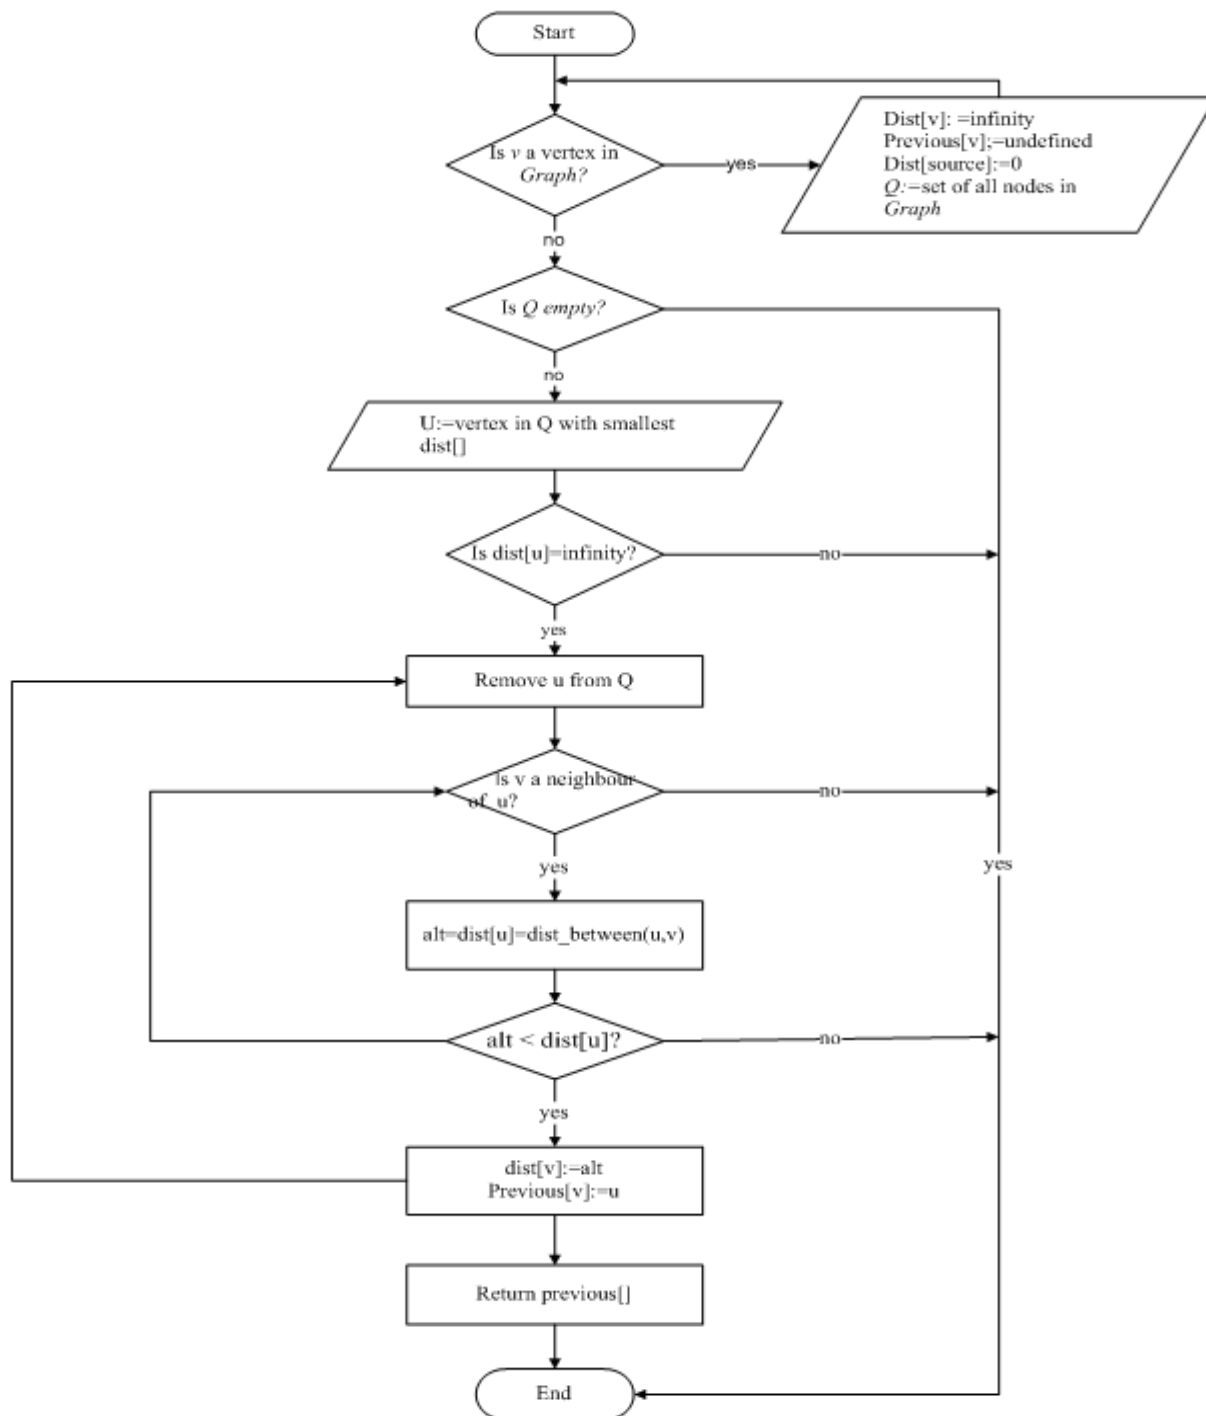 Start
Is v a vertex in
Graph?
yes
Dist[v]: =infinity
Previous[v];=undefined
Dist[source]:=0
Q:=set of all nodes in
Graph
no
Is Q empty?
no
U:=vertex in Q with smallest
dist[]
Is dist[u]=infinity?
no
yes
Remove u from Q
Is v a neighbour
of u?
no
yes
yes
alt=dist[u]=dist_between(u,v)
alt < dist[u]?
no
yes
dist[v]:=alt
Previous[v]:=u
Return previous[]
End